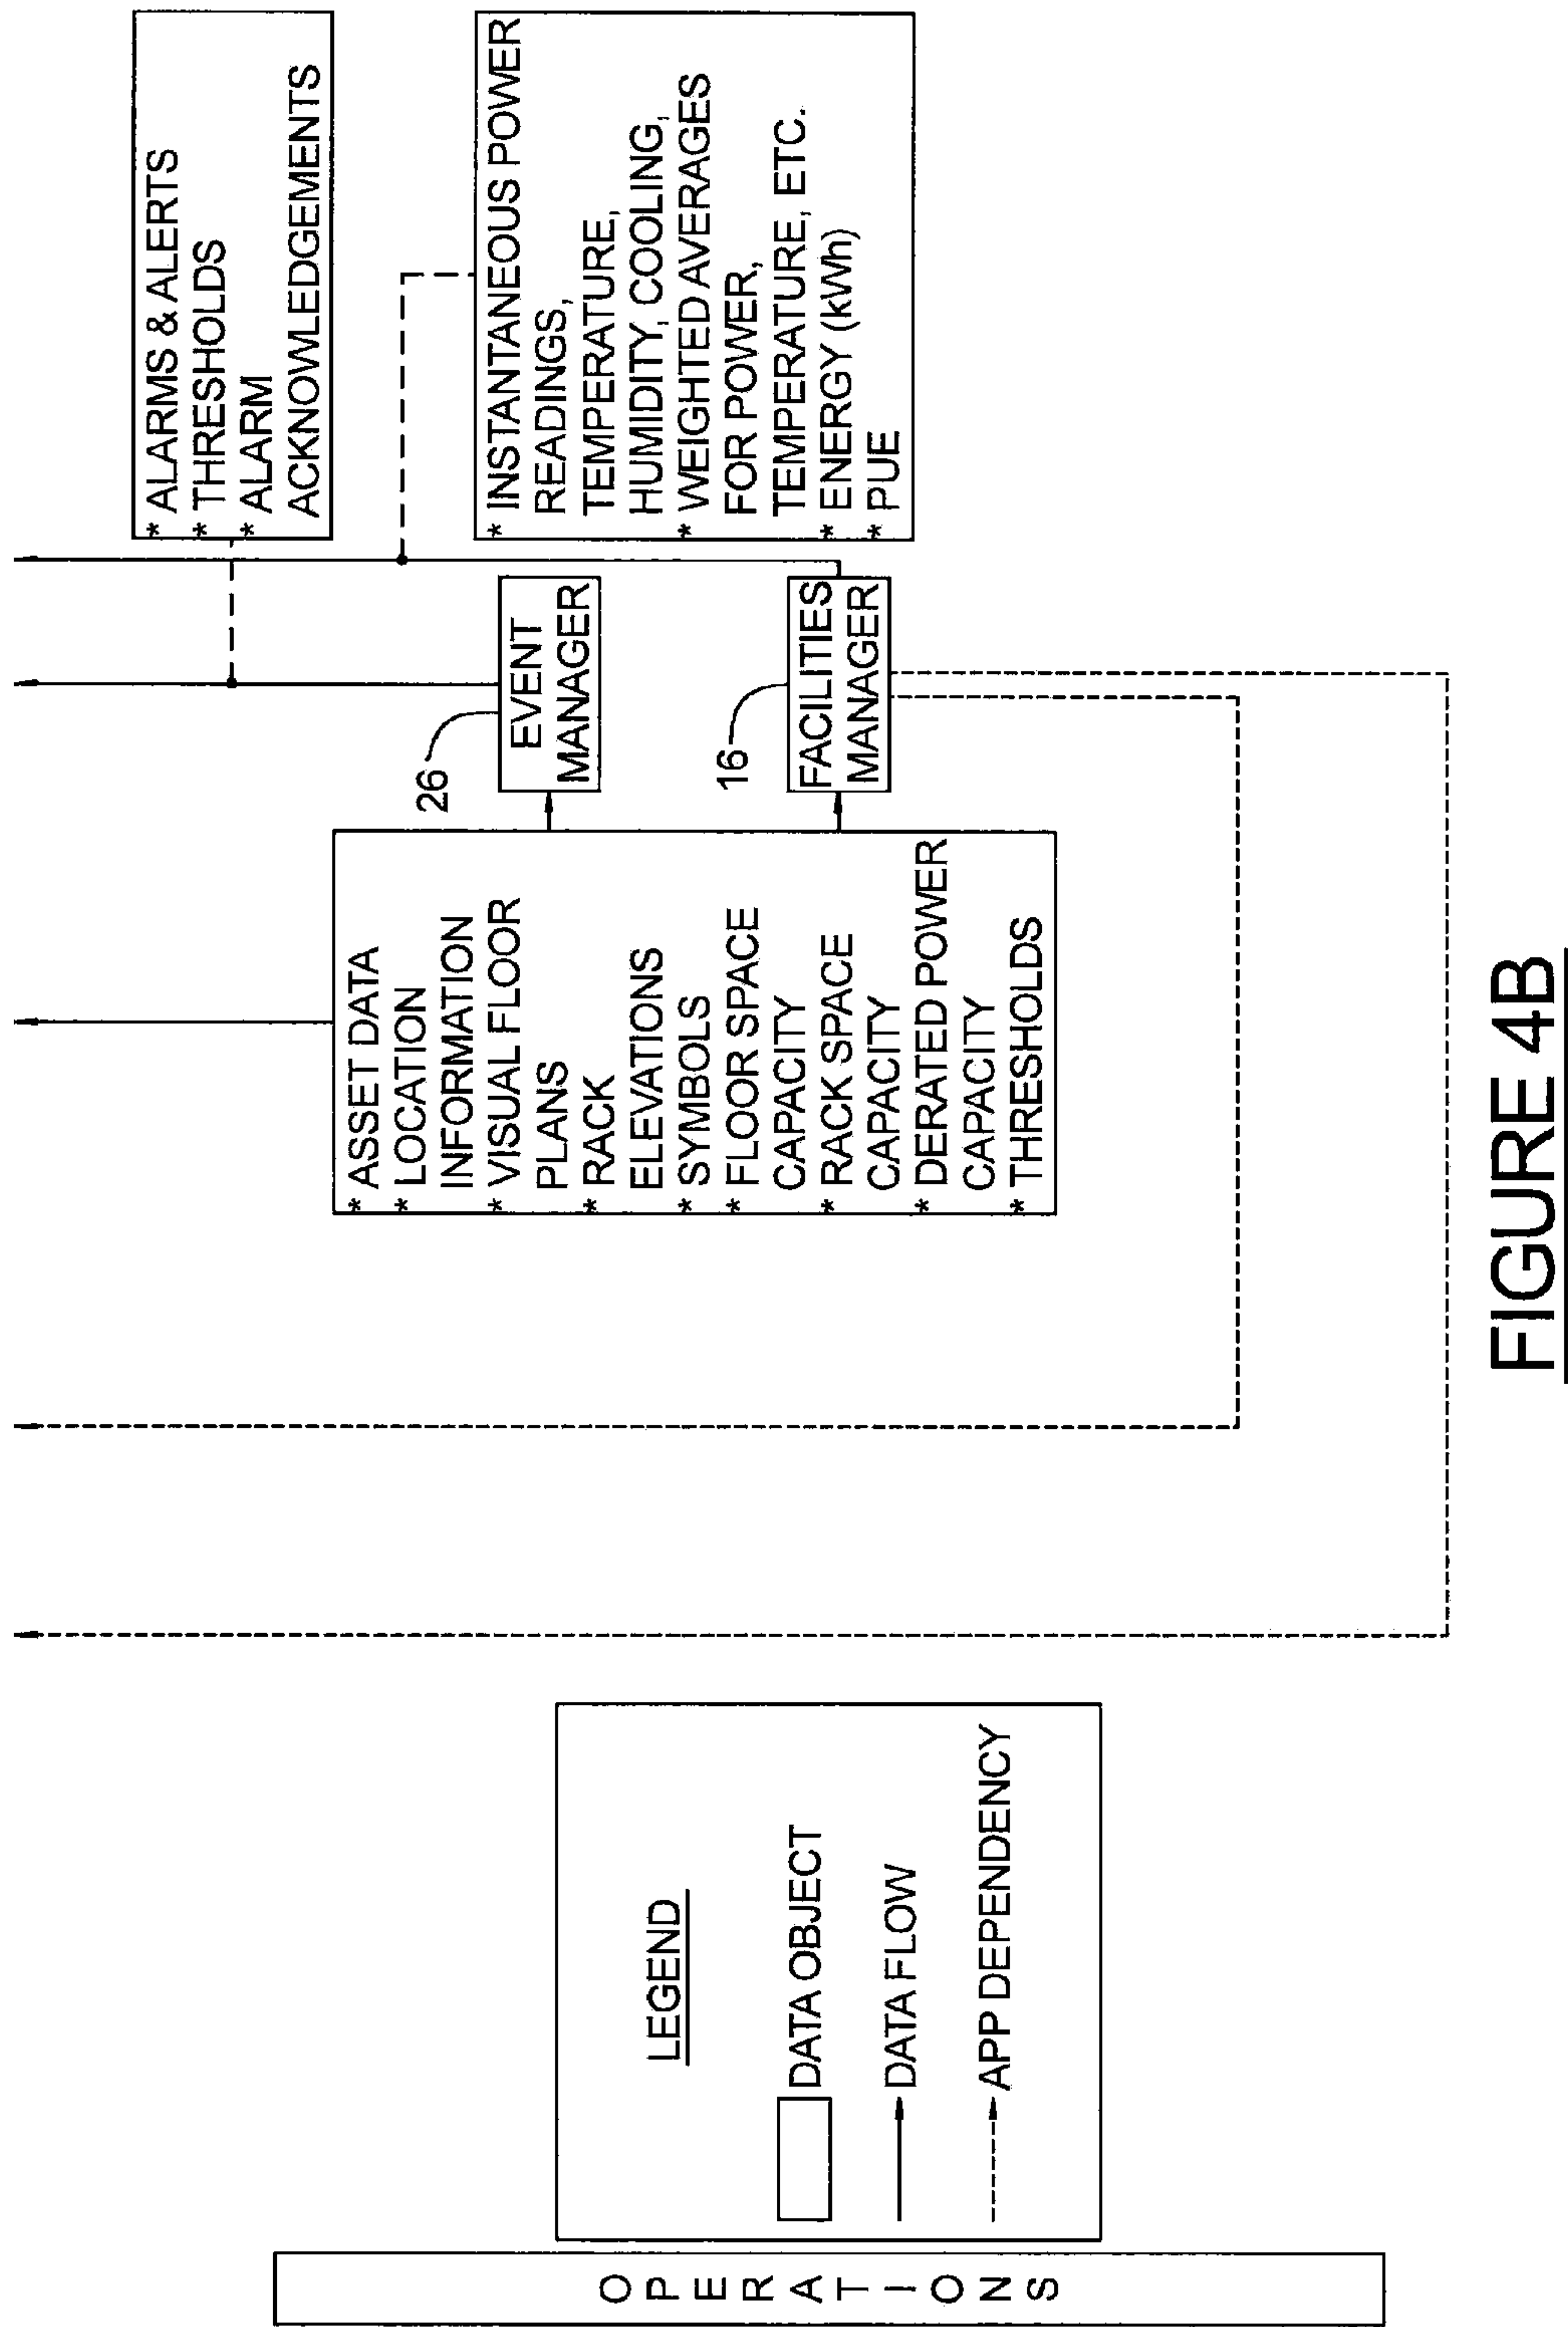 O
P
E
R
A
T
I
O
N
S
LEGEND
DATA OBJECT
DATA FLOW
APP DEPENDENCY
* ASSET DATA
* LOCATION
INFORMATION
* VISUAL FLOOR
PLANS
* RACK
ELEVATIONS
* SYMBOLS
* FLOOR SPACE
CAPACITY
* RACK SPACE
CAPACITY
* DERATED POWER
CAPACITY
* THRESHOLDS
26
EVENT
MANAGER
16
FACILITIES
MANAGER
* ALARMS & ALERTS
* THRESHOLDS
* ALARM
ACKNOWLEDGEMENTS
* INSTANTANEOUS POWER
READINGS,
TEMPERATURE,
HUMIDITY, COOLING,
* WEIGHTED AVERAGES
FOR POWER,
TEMPERATURE, ETC.
* ENERGY (kWh)
* PUE
FIGURE 4B